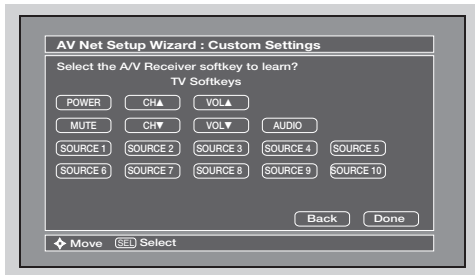 AV Net Setup Wizard : Custom Settings
Select the A/V Receiver softkey to learn?
TV Softkeys
POWER CH▲ VOL▲
MUTE CH▼ VOL▼ AUDIO
SOURCE 1 SOURCE 2 SOURCE 3 SOURCE 4 SOURCE 5
SOURCE 6 SOURCE 7 SOURCE 8 SOURCE 9 SOURCE 10
Back Done
Move SEL Select